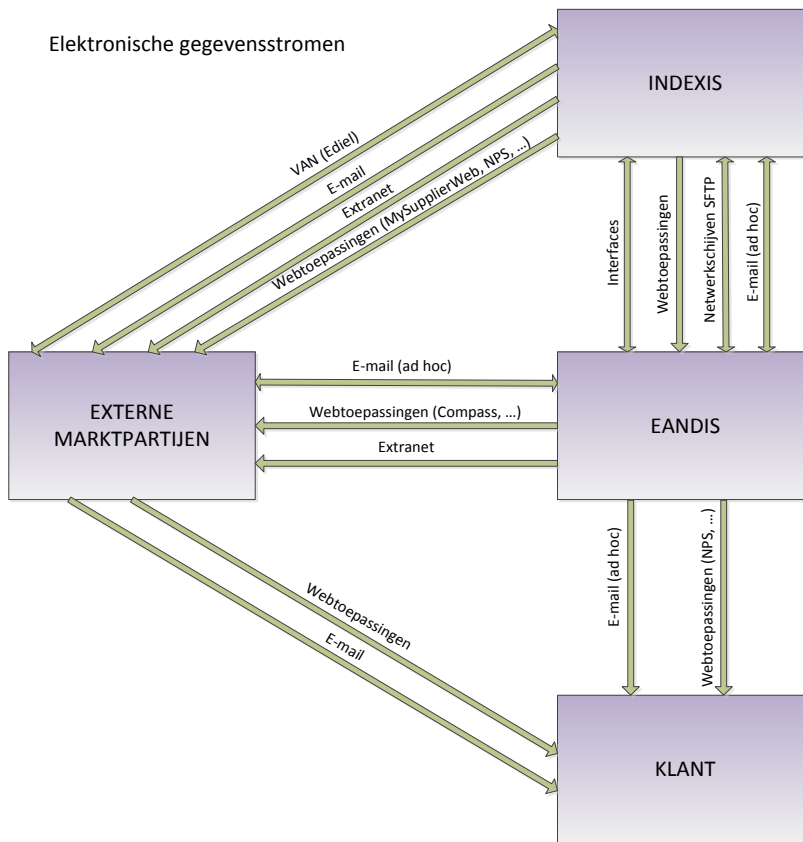 Elektronische gegevensstromen
INDEXIS
VAN (Ediel)
E-mail
Extranet
Webtoepassingen (MySupplierWeb, NPS, …)
Interfaces
Webtoepassingen
Netwerkschijven SFTP
E-mail (ad hoc)
EXTERNE
MARKTPARTIJEN
E-mail (ad hoc)
Webtoepassingen (Compass, …)
Extranet
EANDIS
E-mail (ad hoc)
Webtoepassingen (NPS, …)
Webtoepassingen
E-mail
KLANT